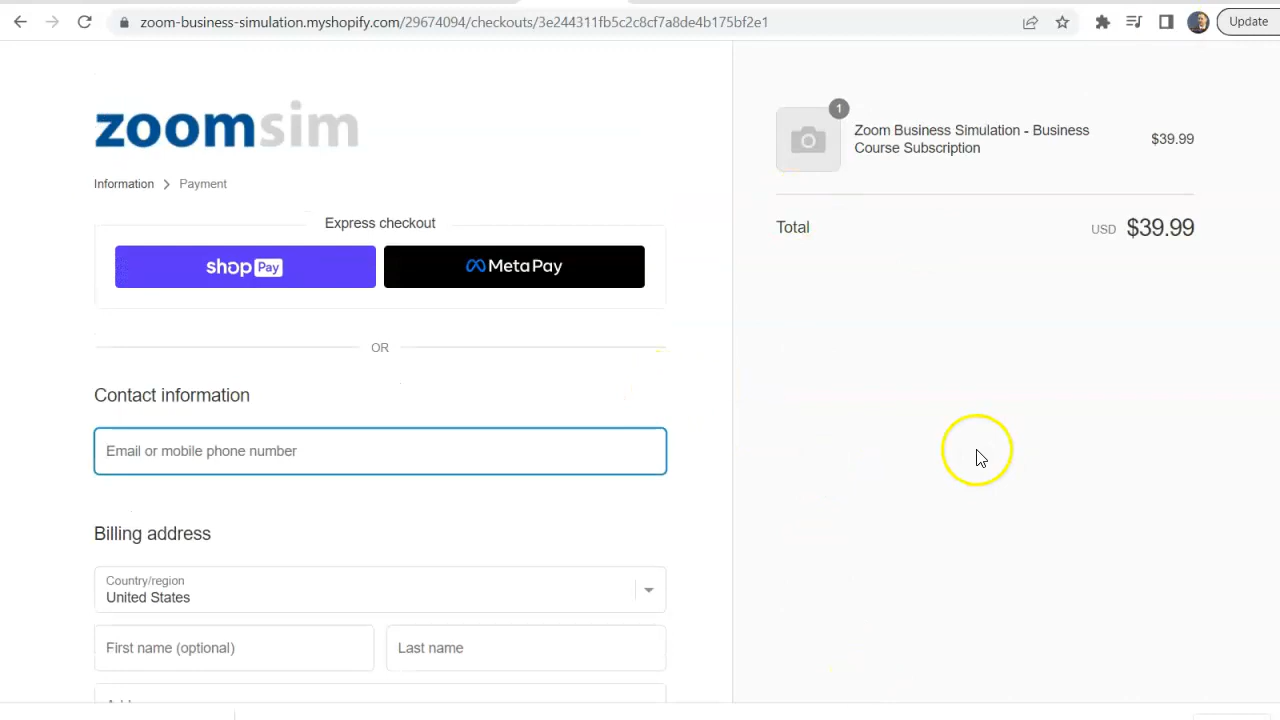 zoom-business-simulation.myshopify.com/29674094/checkouts/3e244311fb5c2c8cf7a8de4b175bf2e1
Update
zoomsim
Information > Payment
Express checkout
shop Pay
Meta Pay
OR
Contact information
Email or mobile phone number
Billing address
Country/region
United States
First name (optional)
Last name
1
Zoom Business Simulation - Business
Course Subscription
$39.99
Total
USD $39.99